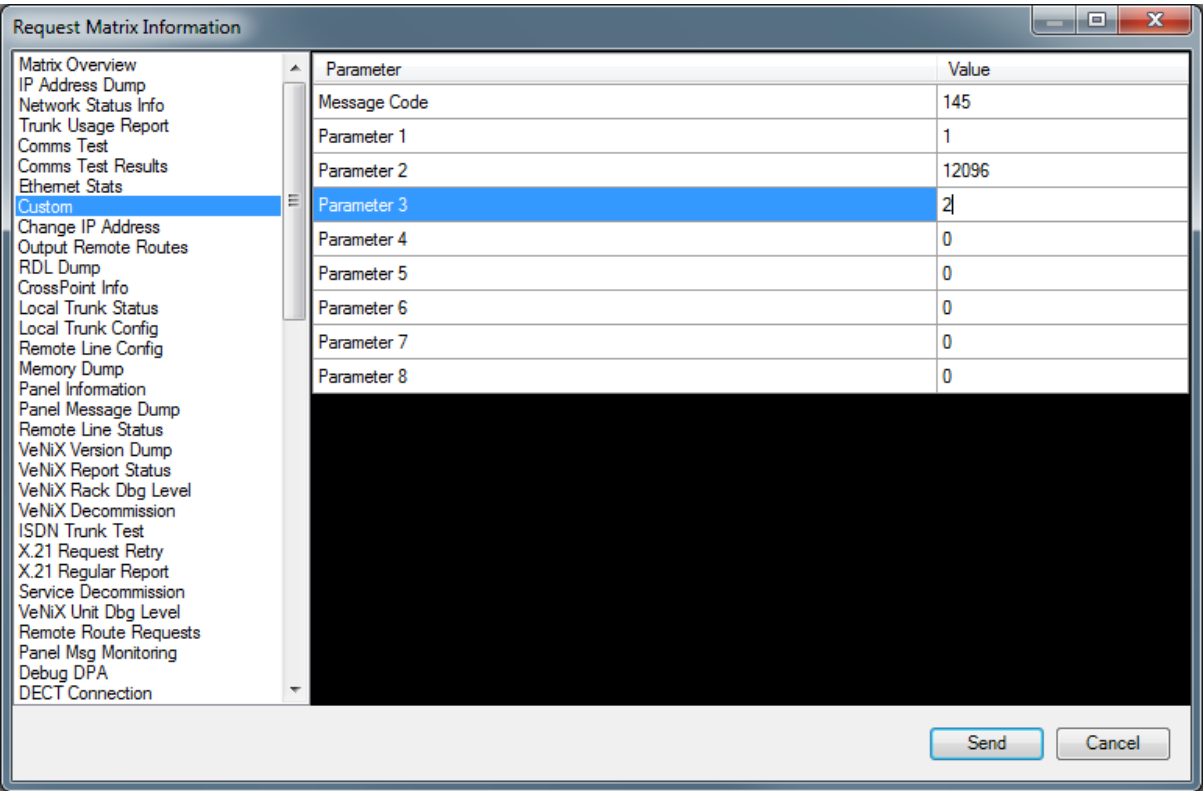 Request Matrix Information
Matrix Overview
IP Address Dump
Network Status Info
Trunk Usage Report
Comms Test
Comms Test Results
Ethernet Stats
Custom
Change IP Address
Output Remote Routes
RDL Dump
CrossPoint Info
Local Trunk Status
Local Trunk Config
Remote Line Config
Memory Dump
Panel Information
Panel Message Dump
Remote Line Status
VeNiX Version Dump
VeNiX Report Status
VeNiX Rack Dbg Level
VeNiX Decommission
ISDN Trunk Test
X.21 Request Retry
X.21 Regular Report
Service Decommission
VeNiX Unit Dbg Level
Remote Route Requests
Panel Msg Monitoring
Debug DPA
DECT Connection
Parameter Value
Message Code 145
Parameter 1 1
Parameter 2 12096
Parameter 3 2
Parameter 4 0
Parameter 5 0
Parameter 6 0
Parameter 7 0
Parameter 8 0
Send Cancel